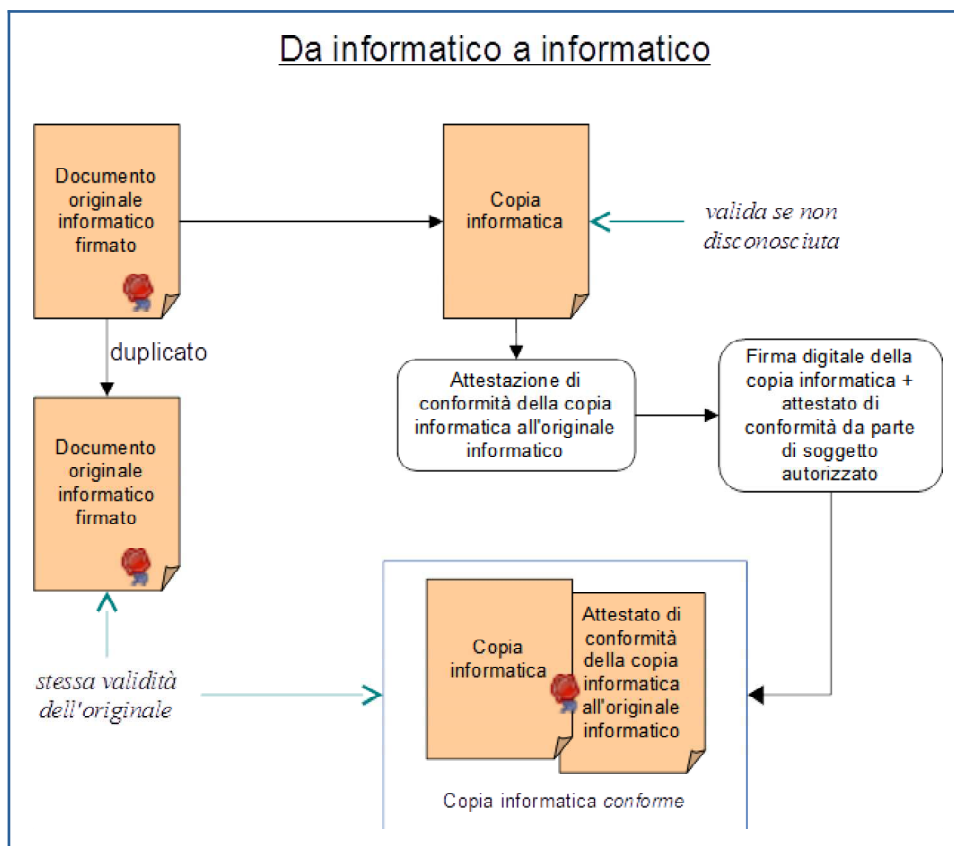 Da informatico a informatico
Documento
originale
informatico
firmato
Copia
informatica
valida se non
disconosciuta
duplicato
Attestazione di
conformità della copia
informatica all'originale
informatico
Firma digitale della
copia informatica +
attestato di
conformità da parte
di soggetto
autorizzato
Documento
originale
informatico
firmato
stessa validità
dell'originale
Copia
informatica
Attestato di
conformità
della copia
informatica
all'originale
informatico
Copia informatica conforme